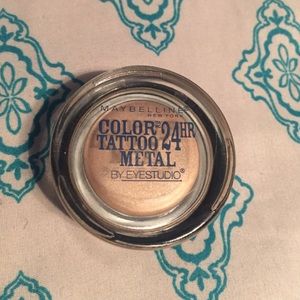 MAYBELLINE
NEW YORK
COLOR 24HR
TATTOO
METAL
BY EYESTUDIO®